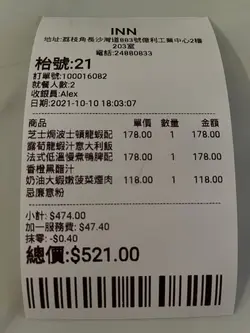 INN
地址:荔枝角長沙灣道883號億利工業中心2樓
203室
電話:24880833
枱號:21
訂單號:100016082
就餐人數:2
收銀員:Alex
日期:2021-10-10 18:03:07
商品 單價 數量 金額
芝士焗波士頓龍蝦配 178.00 1 178.00
蘑菊龍蝦汁意大利飯
法式低溫慢煮鴨脾配 178.00 1 178.00
香橙黑醋汁
奶油大蝦嫩菠菜煙肉 118.00 1 118.00
忌廉意粉
小計: $474.00
加一服務費: $47.40
抹零: -$0.40
總價:$521.00